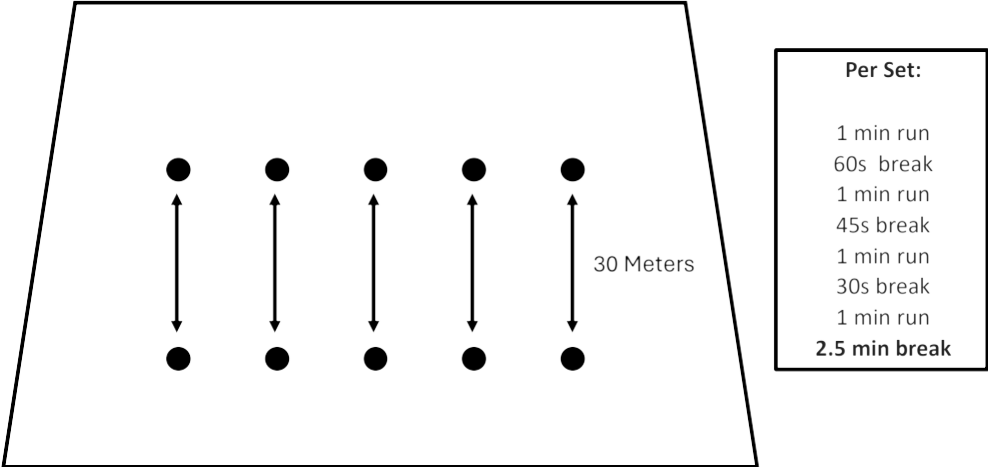 30 Meters
Per Set:
1 min run
60s break
1 min run
45s break
1 min run
30s break
1 min run
2.5 min break